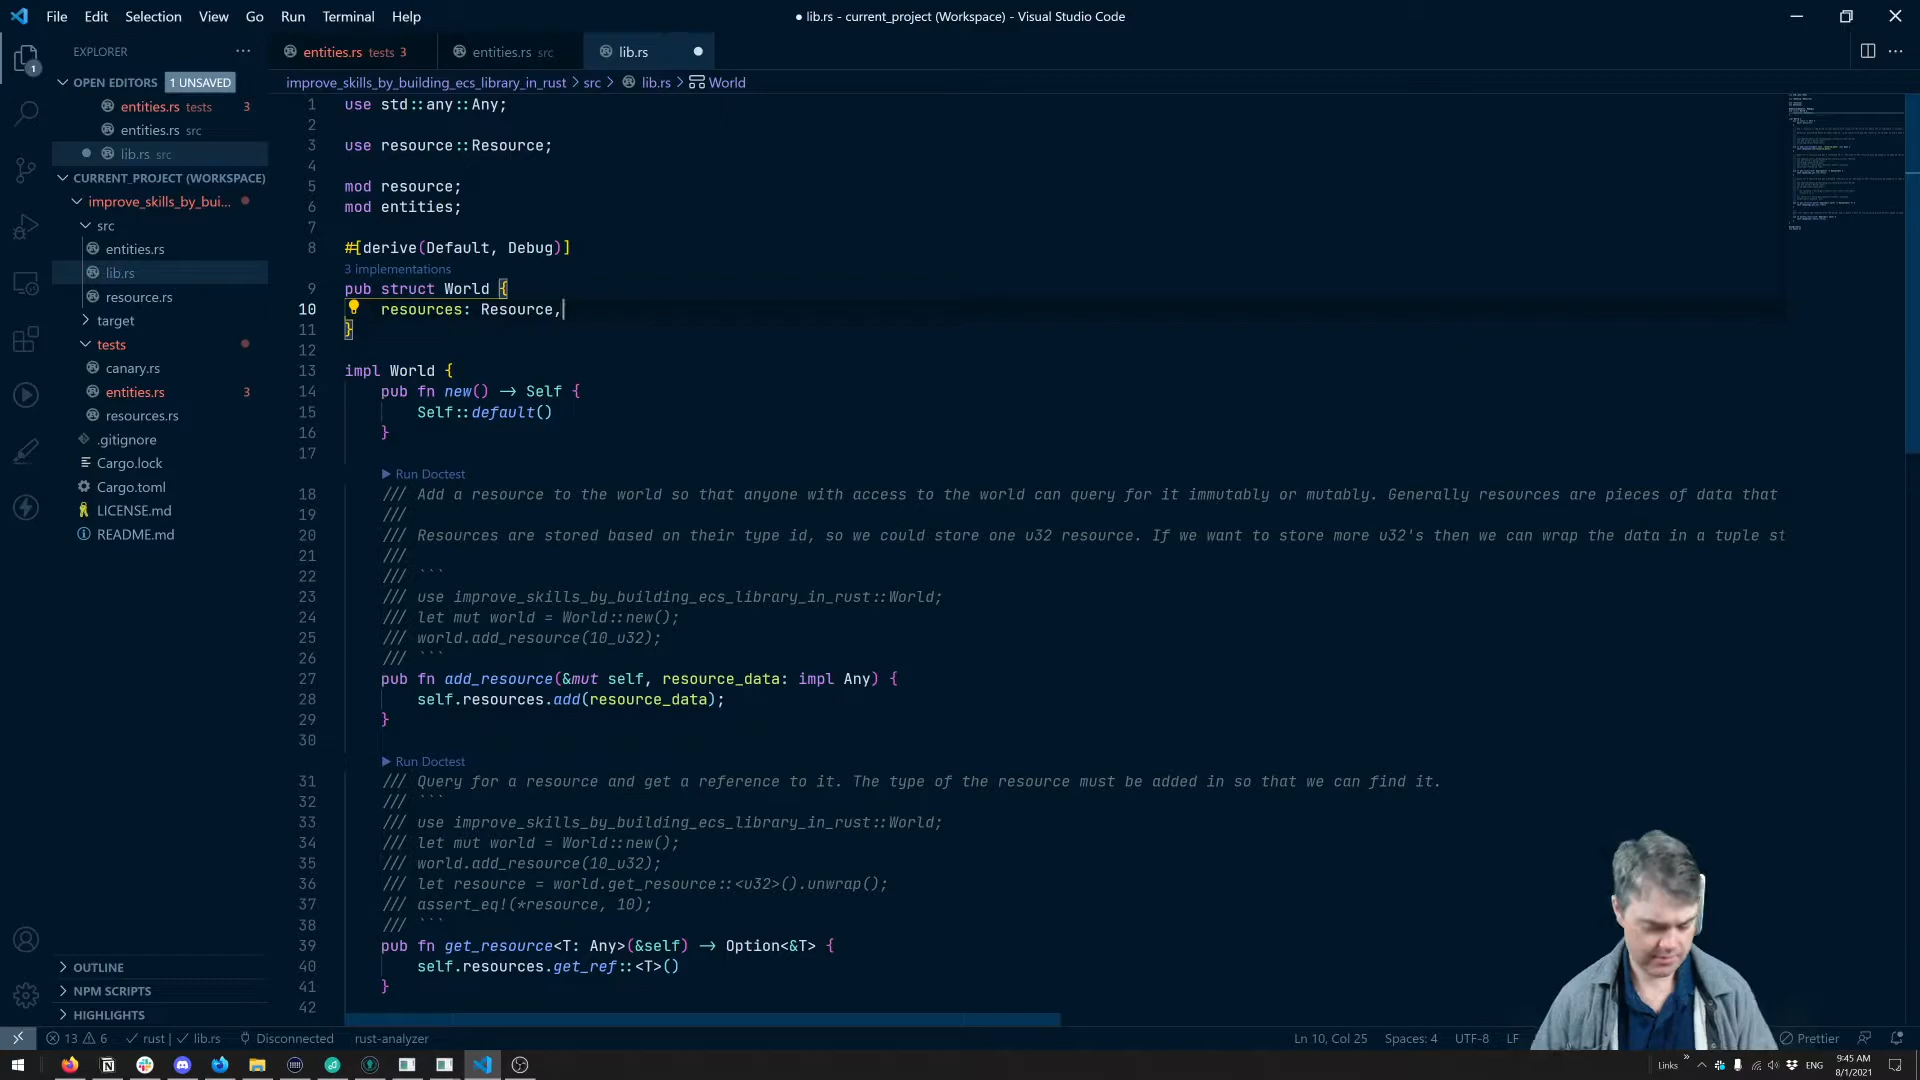 File Edit Selection View Go Run Terminal Help
● lib.rs - current_project (Workspace) - Visual Studio Code
EXPLORER
OPEN EDITORS 1 UNSAVED
entities.rs tests 3
entities.rs src
lib.rs src
CURRENT_PROJECT (WORKSPACE)
improve_skills_by_bui...
src
entities.rs
lib.rs
resource.rs
target
tests
canary.rs
entities.rs 3
resources.rs
.gitignore
Cargo.lock
Cargo.toml
LICENSE.md
README.md
OUTLINE
NPM SCRIPTS
HIGHLIGHTS
entities.rs tests 3
entities.rs src
lib.rs
improve_skills_by_building_ecs_library_in_rust > src > lib.rs > World
1 use std::any::Any;
2
3 use resource::Resource;
4
5 mod resource;
6 mod entities;
7
8 #[derive(Default, Debug)]
3 implementations
9 pub struct World {
10 resources: Resource,
11 }
12
13 impl World {
14 pub fn new() -> Self {
15 Self::default()
16 }
17
Run Doctest
18 /// Add a resource to the world so that anyone with access to the world can query for it immutably or mutably. Generally resources are pieces of data that
19 ///
20 /// Resources are stored based on their type id, so we could store one u32 resource. If we want to store more u32's then we can wrap the data in a tuple st
21 ///
22 /// ```
23 /// use improve_skills_by_building_ecs_library_in_rust::World;
24 /// let mut world = World::new();
25 /// world.add_resource(10_u32);
26 /// ```
27 pub fn add_resource(&mut self, resource_data: impl Any) {
28 self.resources.add(resource_data);
29 }
30
Run Doctest
31 /// Query for a resource and get a reference to it. The type of the resource must be added in so that we can find it.
32 /// ```
33 /// use improve_skills_by_building_ecs_library_in_rust::World;
34 /// let mut world = World::new();
35 /// world.add_resource(10_u32);
36 /// let resource = world.get_resource::<u32>().unwrap();
37 /// assert_eq!(*resource, 10);
38 /// ```
39 pub fn get_resource<T: Any>(&self) -> Option<&T> {
40 self.resources.get_ref::<T>()
41 }
42
13 6 rust | lib.rs Disconnected rust-analyzer Ln 10, Col 25 Spaces: 4 UTF-8 LF Prettier
Links ENG 9:45 AM
8/1/2021